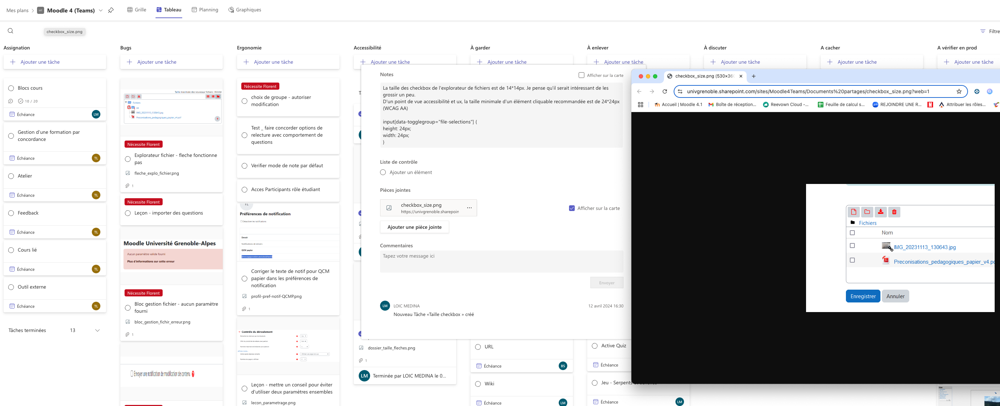 Mes plans
Moodle 4 (Teams)
Grille
Tableau
Planning
Graphiques
checkbox_size.png
Filtre
Assignation
Ajouter une tâche
Blocs cours
10 / 20
Échéance
LM
Gestion d'une formation par
concordance
Échéance
TL
Atelier
Échéance
TL
Feedback
Échéance
TL
Cours lié
Échéance
TL
Outil externe
Échéance
TL
Tâches terminées
13
Bugs
Ajouter une tâche
Taille maximale des nouveaux fichiers : Illimité
Fichiers
IMG_20231113_130643.jpg
Preconisations_pedagogiques_papier_v4.pdf
Nécessite Florent
Explorateur fichier - fleche fonctionne
pas
fleche_explo_fichier.png
1
Nécessite Florent
Leçon - importer des questions
Moodle Université Grenoble-Alpes
Aucun paramètre valide fourni
Plus d'informations sur cette erreur
Nécessite Florent
Bloc gestion fichier - aucun paramètre
fourni
bloc_gestion_fichir_erreur.png
1
Envoyer une notification de modification de contenu
Ergonomie
Ajouter une tâche
Nécessite Florent
choix de groupe - autoriser
modification
Test _ faire concorder options de
relecture avec comportement de
questions
Verifier mode de note par défaut
Acces Participants rôle étudiant
TL
Préférences de notification
Désactiver les notifications
Devoir
Notifications de devoirs
QCM papier
Corriger le texte de notif pour QCM
papier dans les préférences de
notification
profil-pref-notif-QCMP.png
1
Contrôle du déroulement
Leçon - mettre un conseil pour éviter
d'utiliser deux paramètres ensembles
lecon_parametrage.png
Accessibilité
Ajouter une tâche
dossier_taille_fleches.png
1
LM
Terminée par LOIC MEDINA le 0...
Notes
Afficher sur la carte
La taille des checkbox de l'explorateur de fichiers est de 14*14px. Je pense qu'il serait intéressant de les
grossir un peu.
D'un point de vue accessibilité et ux, la taille minimale d'un élément cliquable recommandée est de 24*24px
(WCAG AA)
input[data-togglegroup="file-selections"] {
height: 24px;
width: 24px;
}
Liste de contrôle
Ajouter un élément
Pièces jointes
checkbox_size.png
https://univgrenoble.sharepoin
Afficher sur la carte
Ajouter une pièce jointe
Commentaires
Tapez votre message ici
Envoyer
LM
LOIC MEDINA
12 avril 2024 16:30
Nouveau Tâche «Taille checkbox » créé
À garder
Ajouter une tâche
URL
Échéance
BS
Wiki
Échéance
LM
À enlever
Ajouter une tâche
Active Quiz
Échéance
Jeu - Serpents et échelles
Échéance
LM
À discuter
Ajouter une tâche
A cacher
Ajouter une tâche
A vérifier en prod
Ajouter une tâche
checkbox_size.png (530×360
univgrenoble.sharepoint.com/sites/Moodle4Teams/Documents%20partages/checkbox_size.png?web=1
Accueil | Moodle 4.1
Boîte de réception...
Reevown Cloud -...
Feuille de calcul s...
REJOINDRE UNE R...
Attribuer les rôles...
Fichiers
Nom
IMG_20231113_130643.jpg
Preconisations_pedagogiques_papier_v4.pd
Enregistrer
Annuler